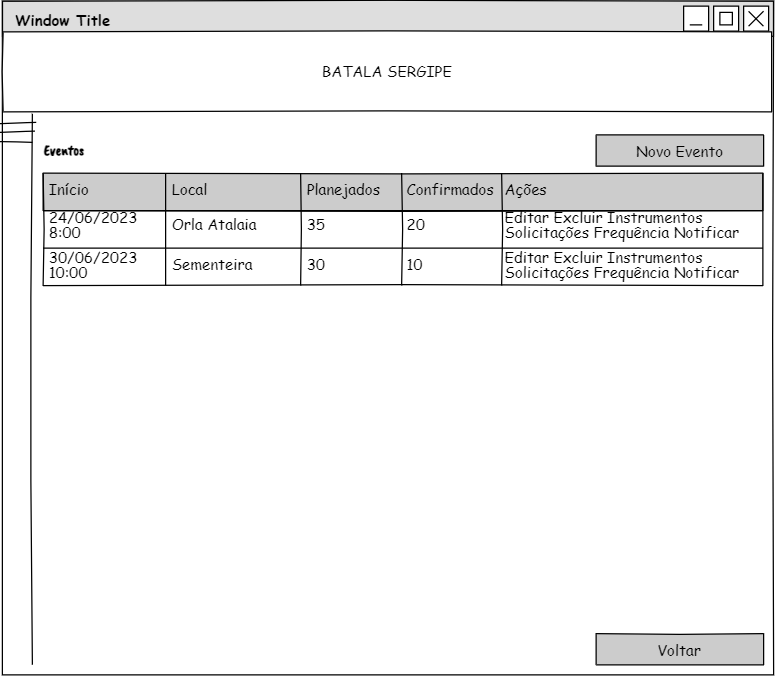 Window Title
BATALA SERGIPE
Eventos
Novo Evento
Início Local Planejados Confirmados Ações
24/06/2023 8:00 Orla Atalaia 35 20 Editar Excluir Instrumentos Solicitações Frequência Notificar
30/06/2023 10:00 Sementeira 30 10 Editar Excluir Instrumentos Solicitações Frequência Notificar
Voltar